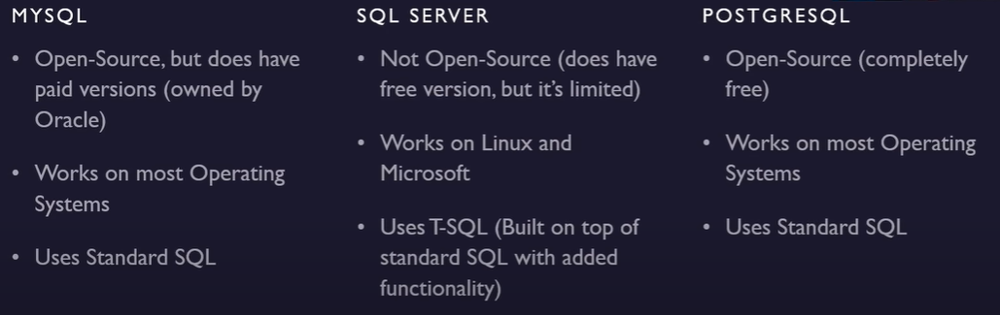 MYSQL
• Open-Source, but does have
paid versions (owned by
Oracle)
• Works on most Operating
Systems
• Uses Standard SQL
SQL SERVER
• Not Open-Source (does have
free version, but it's limited)
• Works on Linux and
Microsoft
• Uses T-SQL (Built on top of
standard SQL with added
functionality)
POSTGRESQL
• Open-Source (completely
free)
• Works on most Operating
Systems
• Uses Standard SQL